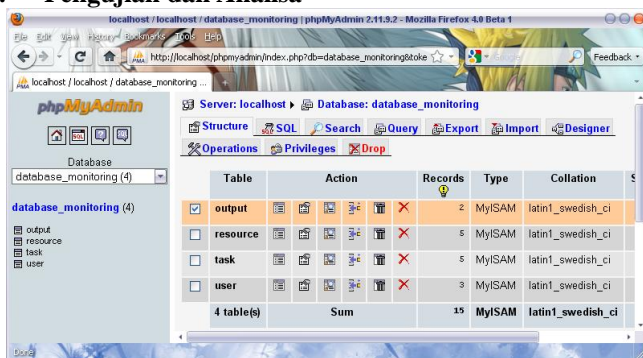 Pengujian dan Analisa
localhost / localhost / database_monitoring | phpMyAdmin 2.11.9.2 - Mozilla Firefox 4.0 Beta 1
File Edit View History Bookmarks Tools Help
http://localhost/phpmyadmin/index.php?db=database_monitoring&toke
Feedback
localhost / localhost / database_monitoring ...
phpMyAdmin
Database
database_monitoring (4)
database_monitoring (4)
output
resource
task
user
Server: localhost Database: database_monitoring
Structure SQL Search Query Export Import Designer
Operations Privileges Drop
Table Action Records Type Collation
output 2 MyISAM latin1_swedish_ci
resource 5 MyISAM latin1_swedish_ci
task 5 MyISAM latin1_swedish_ci
user 3 MyISAM latin1_swedish_ci
4 table(s) Sum 15 MyISAM latin1_swedish_ci
Done